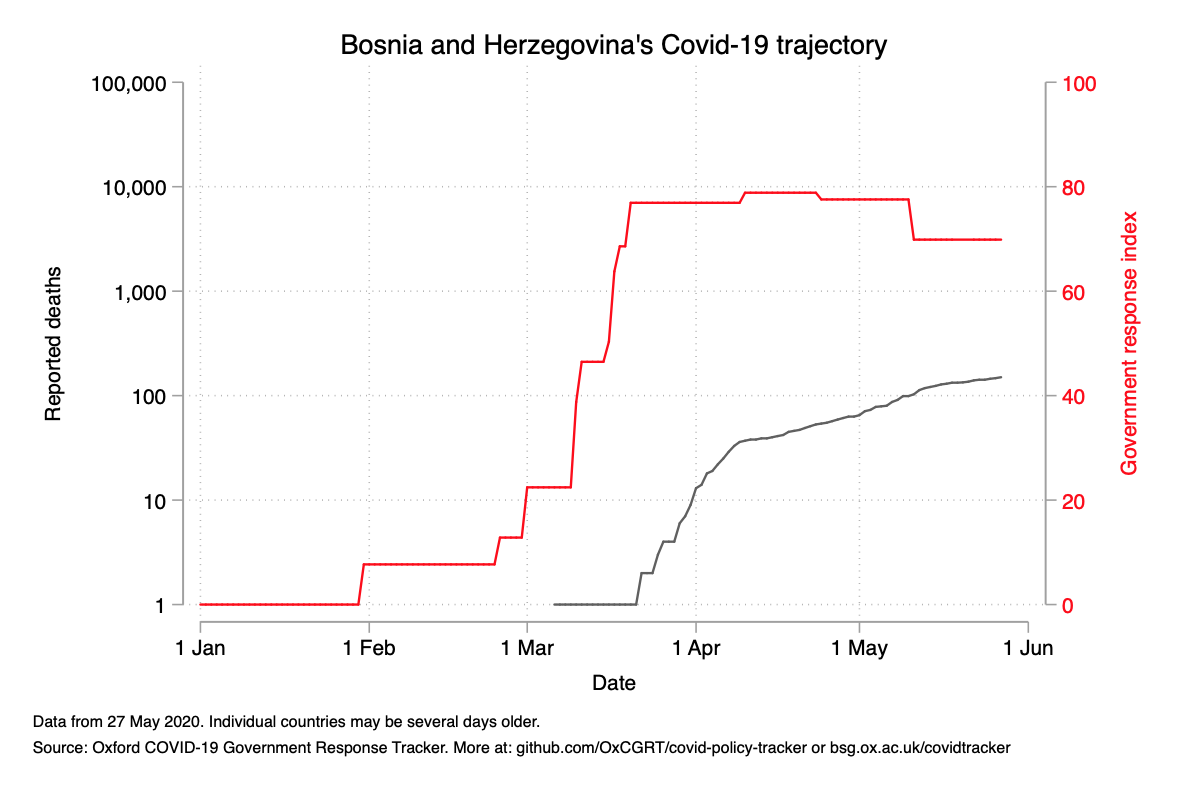 Bosnia and Herzegovina's Covid-19 trajectory
100,000
10,000
1,000
100
10
1
Reported deaths
100
80
60
40
20
0
Government response index
1 Jan
1 Feb
1 Mar
1 Apr
1 May
1 Jun
Date
Data from 27 May 2020. Individual countries may be several days older.
Source: Oxford COVID-19 Government Response Tracker. More at: github.com/OxCGRT/covid-policy-tracker or bsg.ox.ac.uk/covidtracker